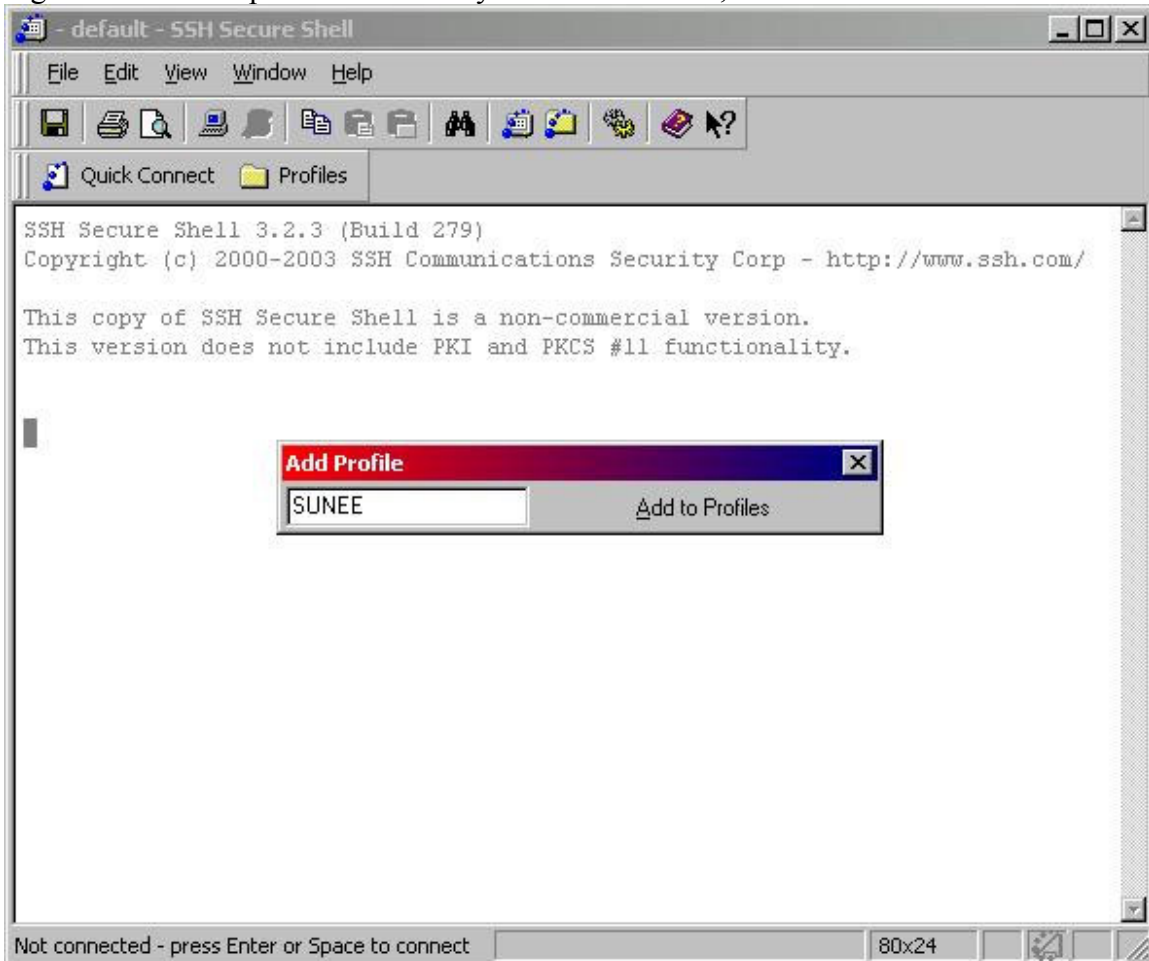 - default - SSH Secure Shell
File Edit View Window Help
Quick Connect Profiles
SSH Secure Shell 3.2.3 (Build 279)
Copyright (c) 2000-2003 SSH Communications Security Corp - http://www.ssh.com/
This copy of SSH Secure Shell is a non-commercial version.
This version does not include PKI and PKCS #11 functionality.
Add Profile
SUNEE Add to Profiles
Not connected - press Enter or Space to connect 80x24